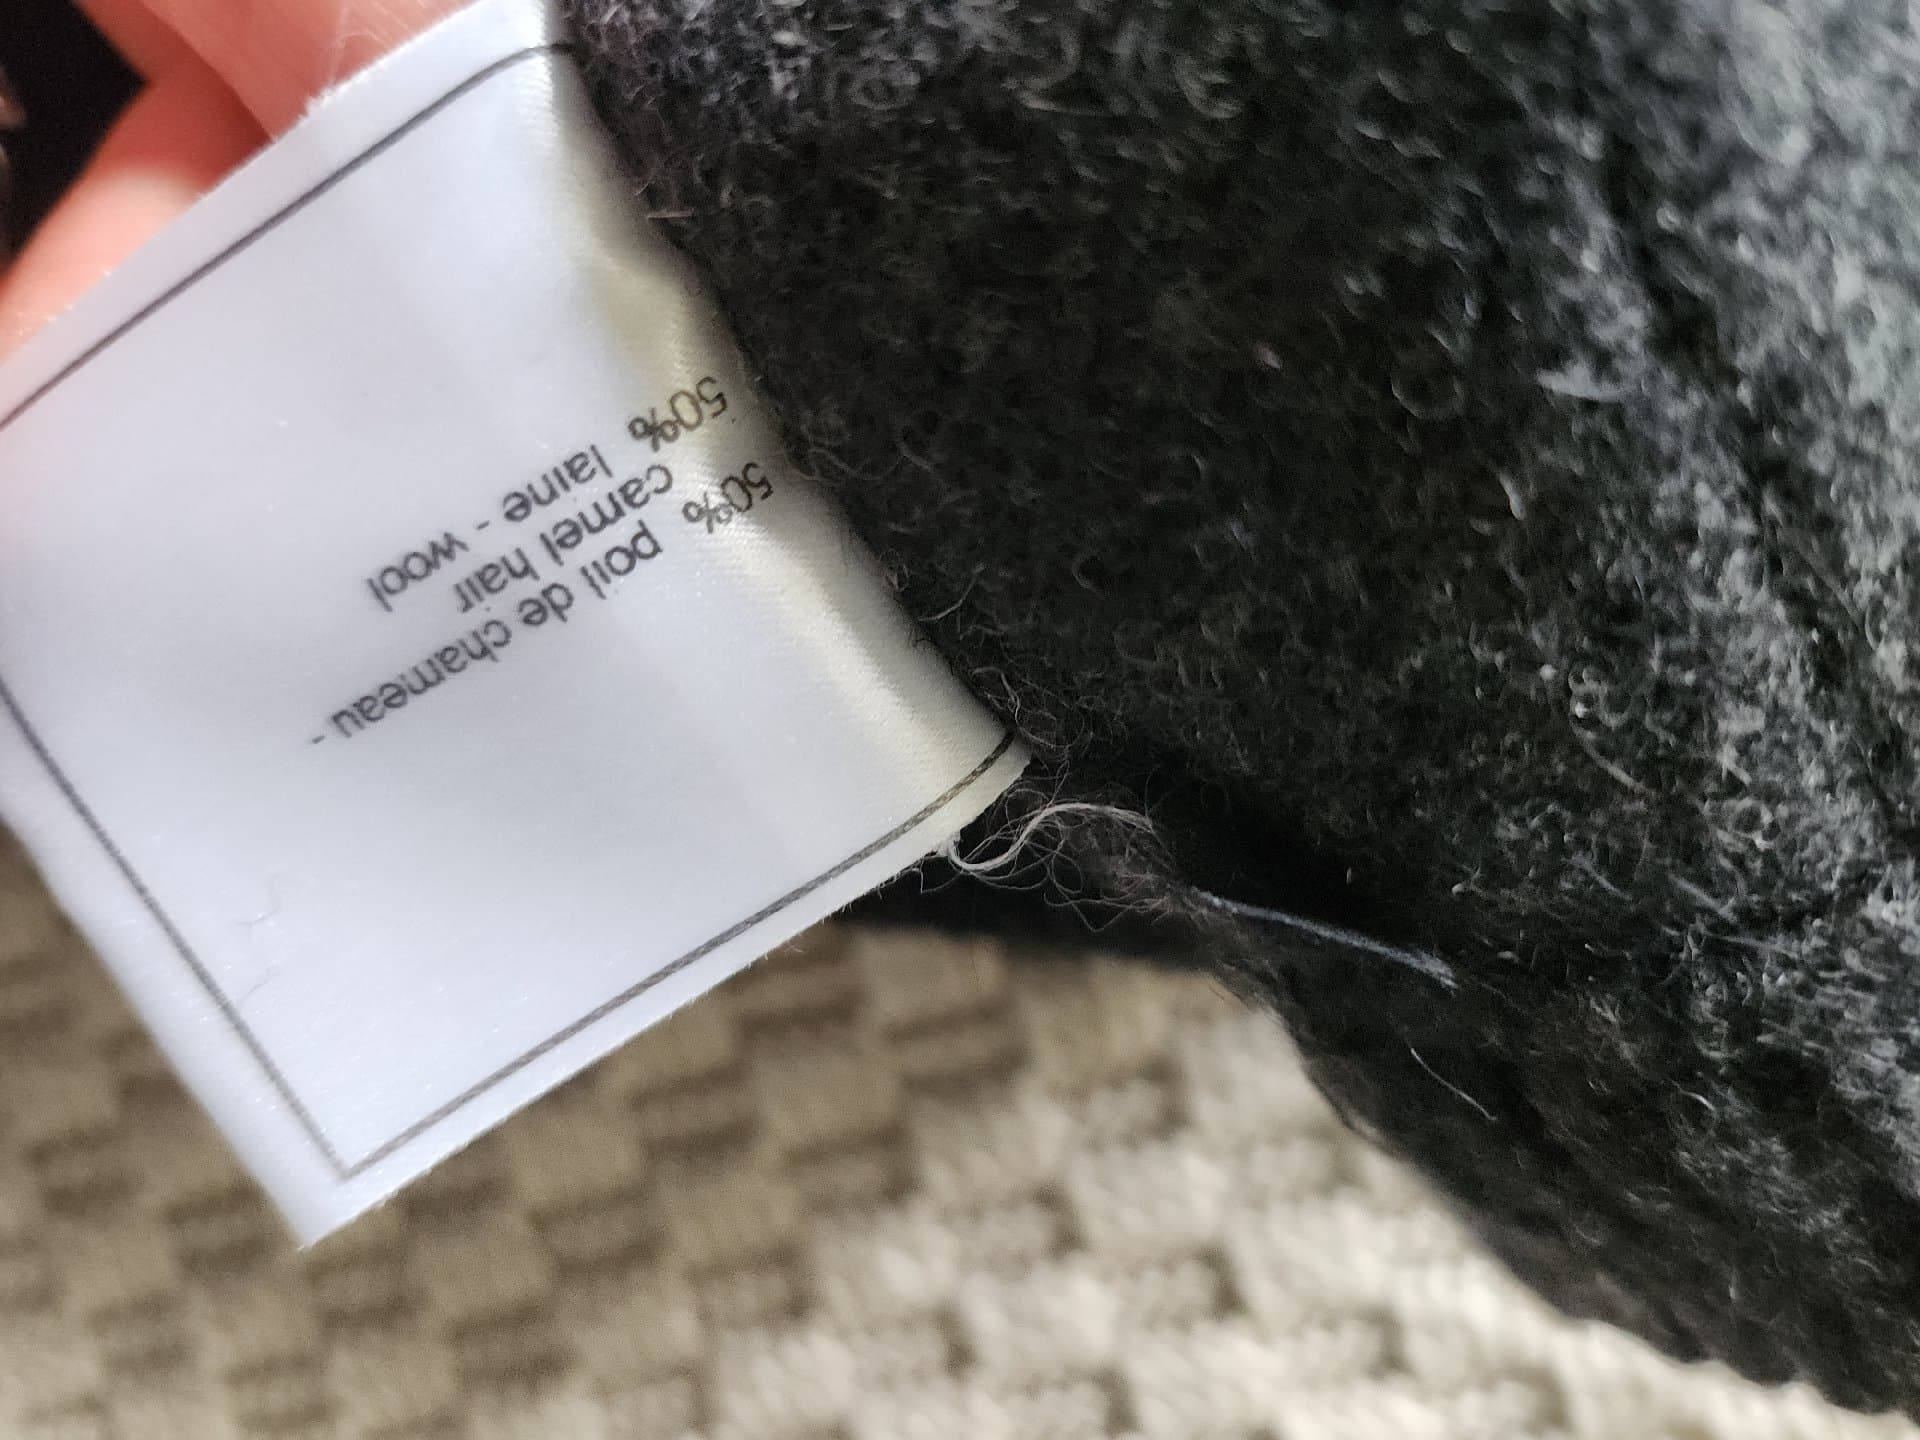 50% poil de chameau -
camel hair
50% laine - wool